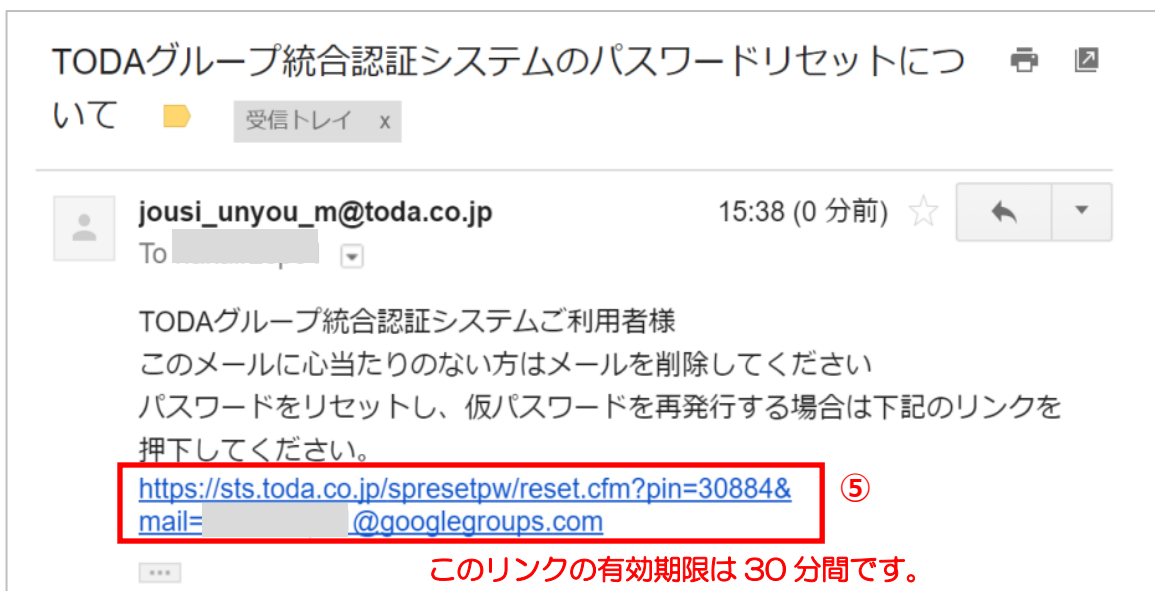 TODAグループ統合認証システムのパスワードリセットにつ
いて
受信トレイ x
jousi_unyou_m@toda.co.jp
15:38 (0 分前)
To
TODAグループ統合認証システムご利用者様
このメールに心当たりのない方はメールを削除してください
パスワードをリセットし、仮パスワードを再発行する場合は下記のリンクを
押下してください。
https://sts.toda.co.jp/spresetpw/reset.cfm?pin=30884&
mail= @googlegroups.com
⑤
このリンクの有効期限は 30 分間です。